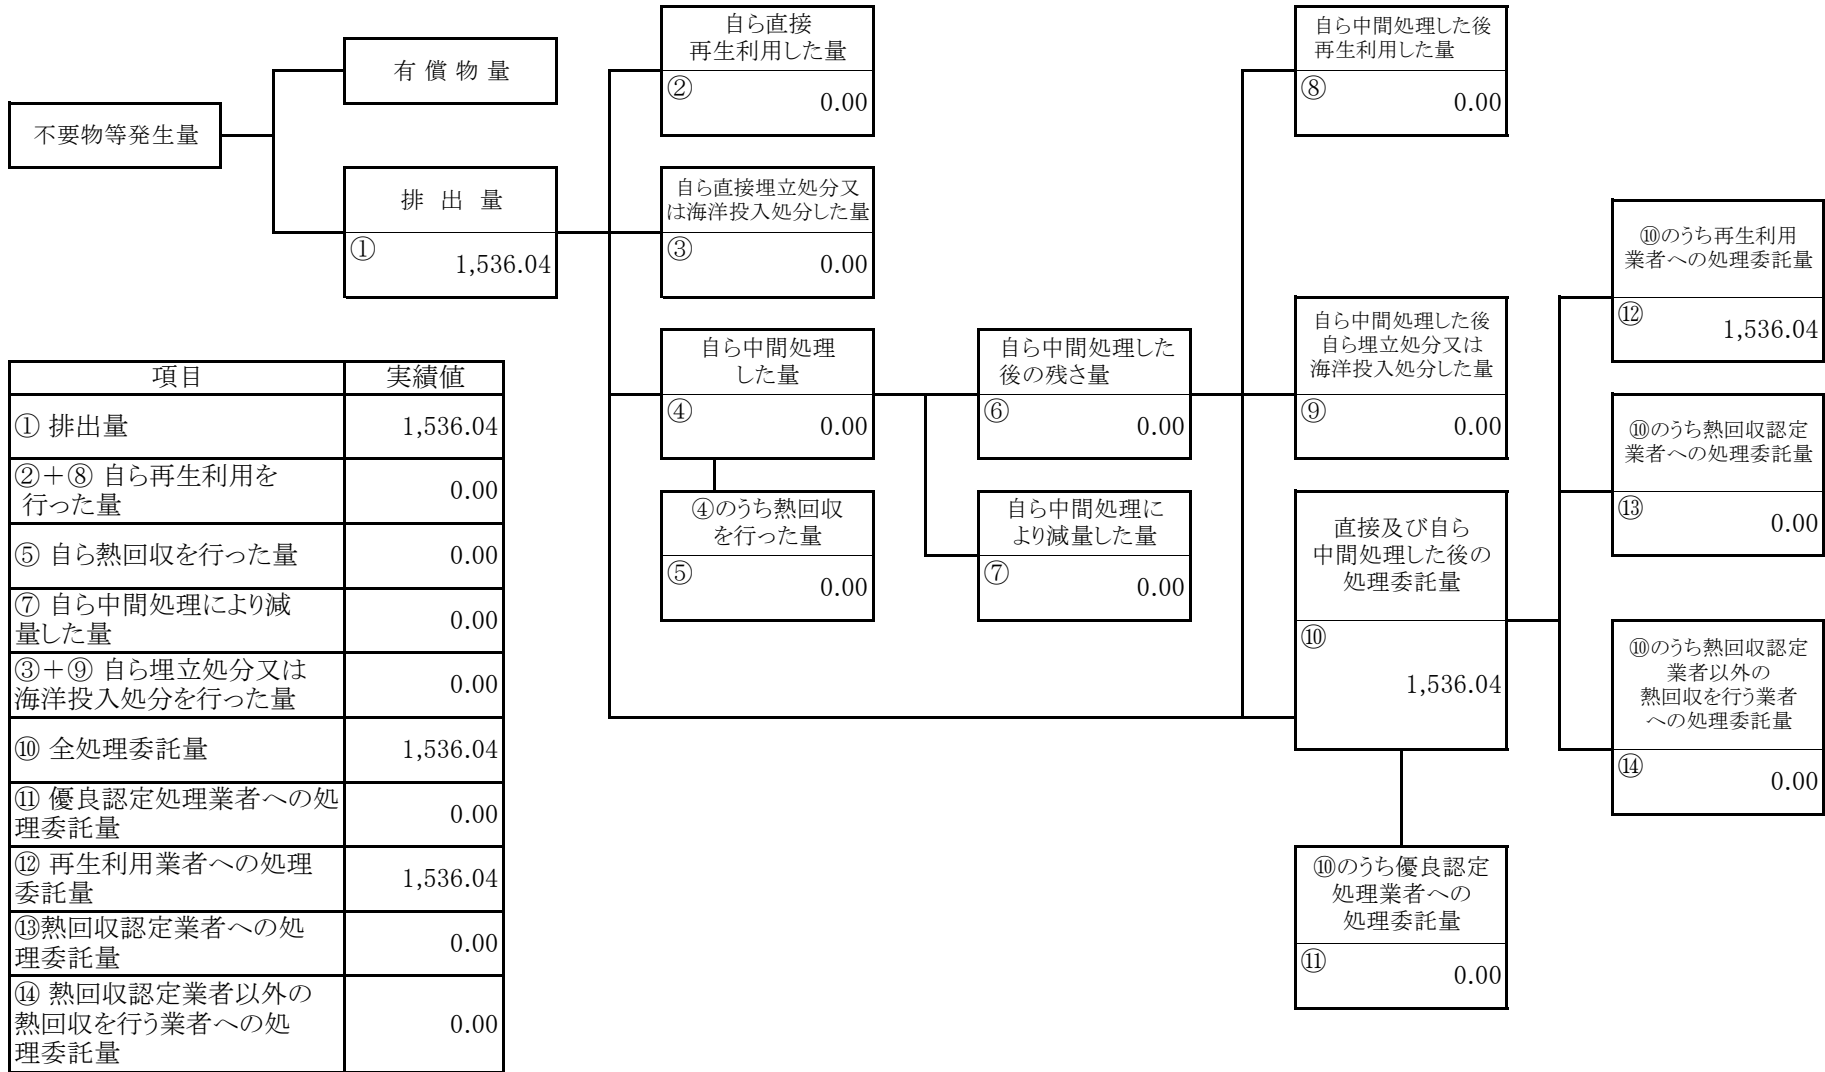 不要物等発生量
有 償 物 量
排 出 量
①
1,536.04
自ら直接
再生利用した量
②
0.00
自ら直接埋立処分又
は海洋投入処分した量
③
0.00
自ら中間処理
した量
④
0.00
④のうち熱回収
を行った量
⑤
0.00
自ら中間処理した
後の残さ量
⑥
0.00
自ら中間処理に
より減量した量
⑦
0.00
自ら中間処理した後
再生利用した量
⑧
0.00
自ら中間処理した後
自ら埋立処分又は
海洋投入処分した量
⑨
0.00
直接及び自ら
中間処理した後の
処理委託量
⑩
1,536.04
⑩のうち優良認定
処理業者への
処理委託量
⑪
0.00
⑩のうち再生利用
業者への処理委託量
⑫
1,536.04
⑩のうち熱回収認定
業者への処理委託量
⑬
0.00
⑩のうち熱回収認定
業者以外の
熱回収を行う業者
への処理委託量
⑭
0.00
項目 実績値
① 排出量 1,536.04
②＋⑧ 自ら再生利用を
行った量 0.00
⑤ 自ら熱回収を行った量 0.00
⑦ 自ら中間処理により減
量した量 0.00
③＋⑨ 自ら埋立処分又は
海洋投入処分を行った量 0.00
⑩ 全処理委託量 1,536.04
⑪ 優良認定処理業者への処
理委託量 0.00
⑫ 再生利用業者への処理
委託量 1,536.04
⑬熱回収認定業者への処
理委託量 0.00
⑭ 熱回収認定業者以外の
熱回収を行う業者への処
理委託量 0.00